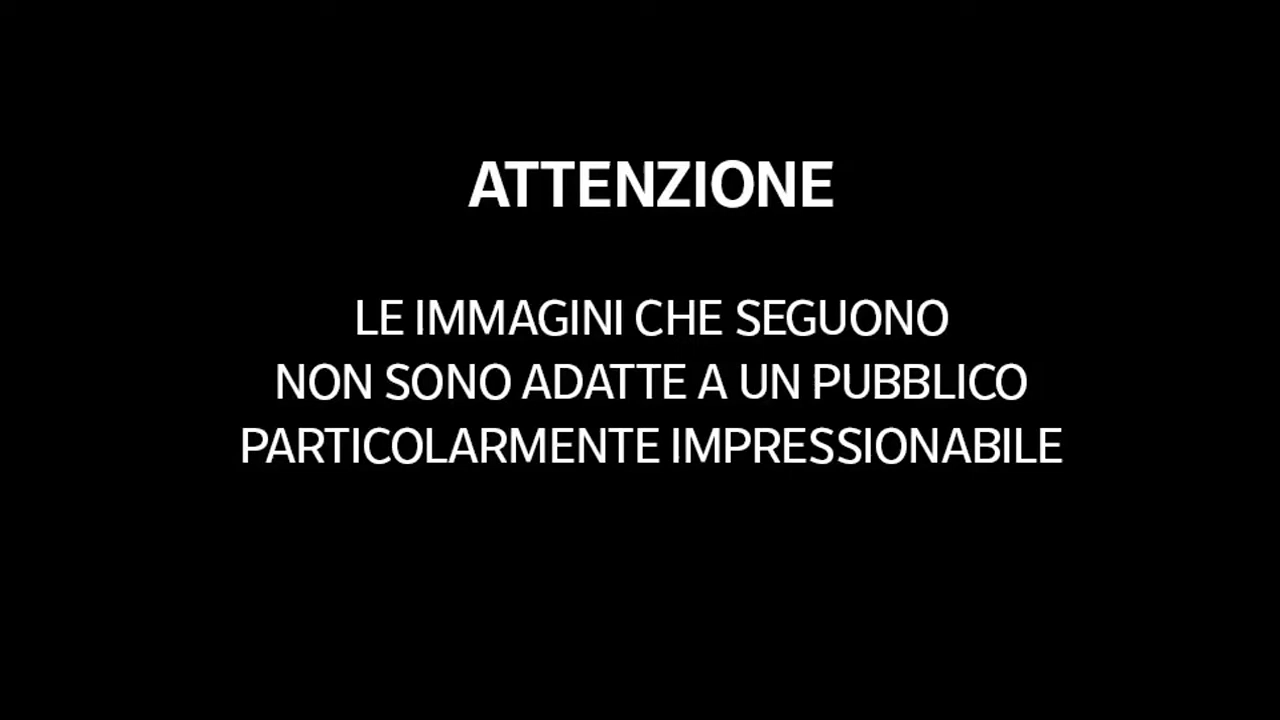 ATTENZIONE
LE IMMAGINI CHE SEGUONO
NON SONO ADATTE A UN PUBBLICO
PARTICOLARMENTE IMPRESSIONABILE